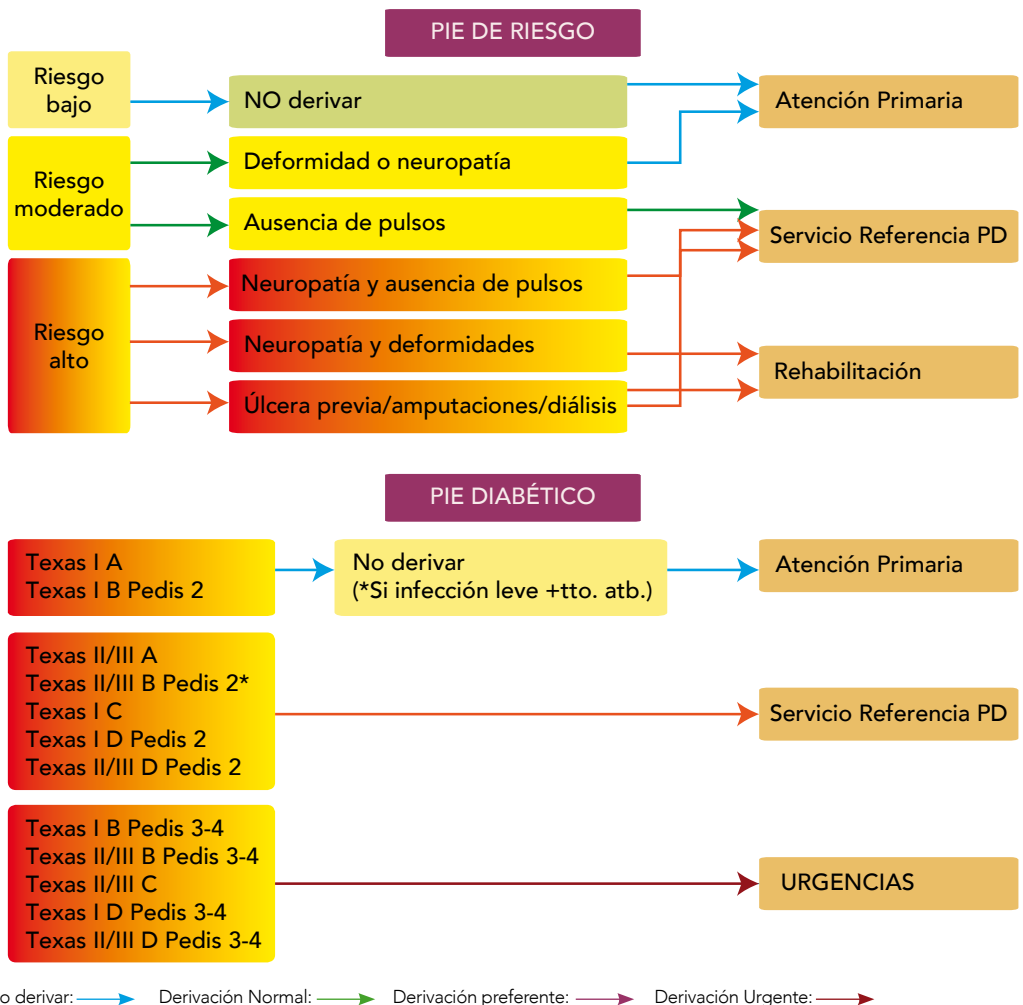 PIE DE RIESGO
Riesgo
bajo
NO derivar
Atención Primaria
Riesgo
moderado
Deformidad o neuropatía
Ausencia de pulsos
Servicio Referencia PD
Riesgo
alto
Neuropatía y ausencia de pulsos
Neuropatía y deformidades
Rehabilitación
Úlcera previa/amputaciones/diálisis
PIE DIABÉTICO
Texas I A
Texas I B Pedis 2
No derivar
(*Si infección leve +tto. atb.)
Atención Primaria
Texas II/III A
Texas II/III B Pedis 2*
Texas I C
Texas I D Pedis 2
Texas II/III D Pedis 2
Servicio Referencia PD
Texas I B Pedis 3-4
Texas II/III B Pedis 3-4
Texas II/III C
Texas I D Pedis 3-4
Texas II/III D Pedis 3-4
URGENCIAS
o derivar: Derivación Normal: Derivación preferente: Derivación Urgente: